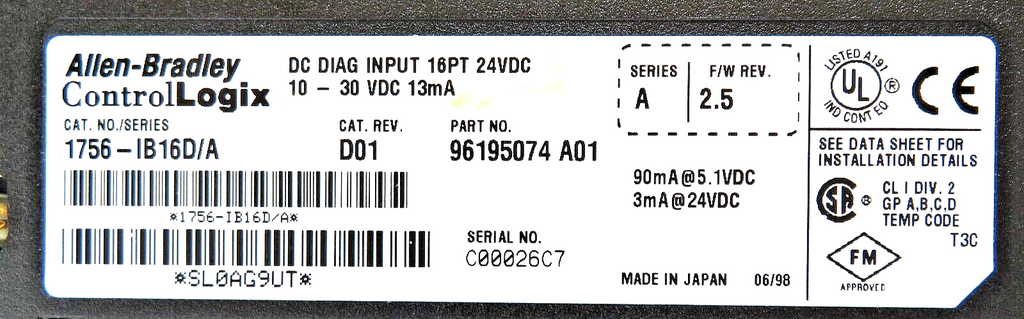 Allen-Bradley
ControlLogix
DC DIAG INPUT 16PT 24VDC
10 - 30 VDC 13mA
SERIES
A
F/W REV.
2.5
CAT. NO./SERIES
1756-IB16D/A
CAT. REV.
D01
PART NO.
96195074 A01
*1756-IB16D/A*
*SL0AG9UT*
SERIAL NO.
C00026C7
90mA@5.1VDC
3mA@24VDC
MADE IN JAPAN 06/98
LISTED A191
UL ®
IND CONT EQ
CE
SEE DATA SHEET FOR
INSTALLATION DETAILS
SA ®
CL I DIV. 2
GP A,B,C,D
TEMP CODE
T3C
FM
APPROVED